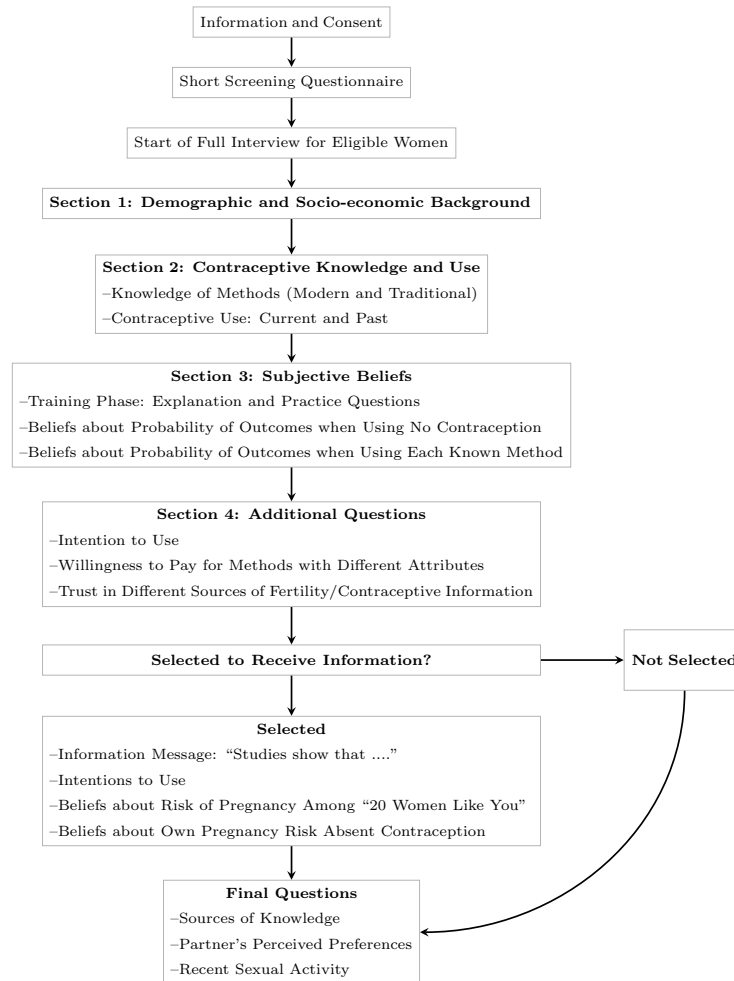 Information and Consent
Short Screening Questionnaire
Start of Full Interview for Eligible Women
Section 1: Demographic and Socio-economic Background
Section 2: Contraceptive Knowledge and Use
–Knowledge of Methods (Modern and Traditional)
–Contraceptive Use: Current and Past
Section 3: Subjective Beliefs
–Training Phase: Explanation and Practice Questions
–Beliefs about Probability of Outcomes when Using No Contraception
–Beliefs about Probability of Outcomes when Using Each Known Method
Section 4: Additional Questions
–Intention to Use
–Willingness to Pay for Methods with Different Attributes
–Trust in Different Sources of Fertility/Contraceptive Information
Selected to Receive Information?
Not Selected
Selected
–Information Message: “Studies show that ....”
–Intentions to Use
–Beliefs about Risk of Pregnancy Among “20 Women Like You”
–Beliefs about Own Pregnancy Risk Absent Contraception
Final Questions
–Sources of Knowledge
–Partner’s Perceived Preferences
–Recent Sexual Activity